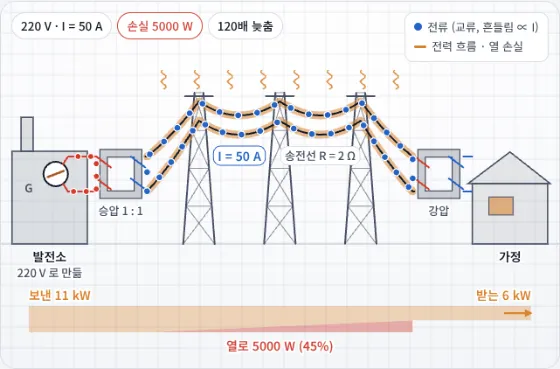 220 V · I = 50 A
손실 5000 W
120배 늦춤
전류 (교류, 흔들림 ∝ I)
전력 흐름 · 열 손실
I = 50 A
송전선 R = 2 Ω
G
승압 1 : 1
강압
발전소
220 V 로 만듦
가정
보낸 11 kW
받는 6 kW
열로 5000 W (45%)